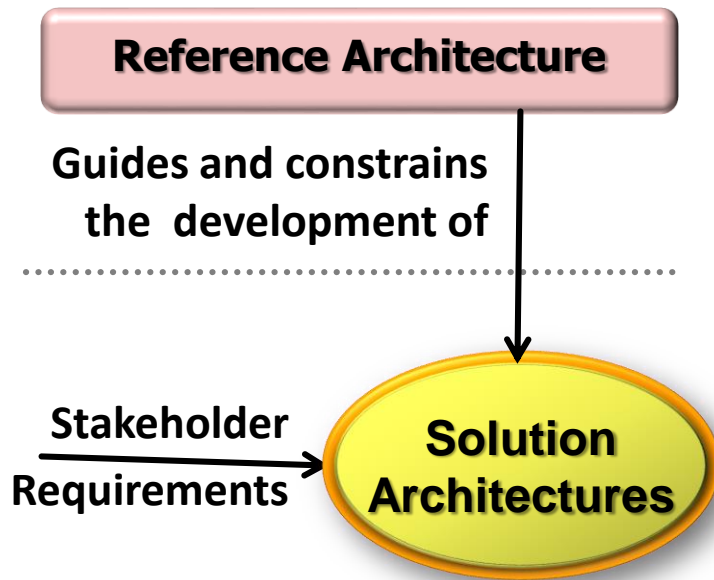 Reference Architecture
Guides and constrains
the development of
Stakeholder
Requirements
Solution
Architectures